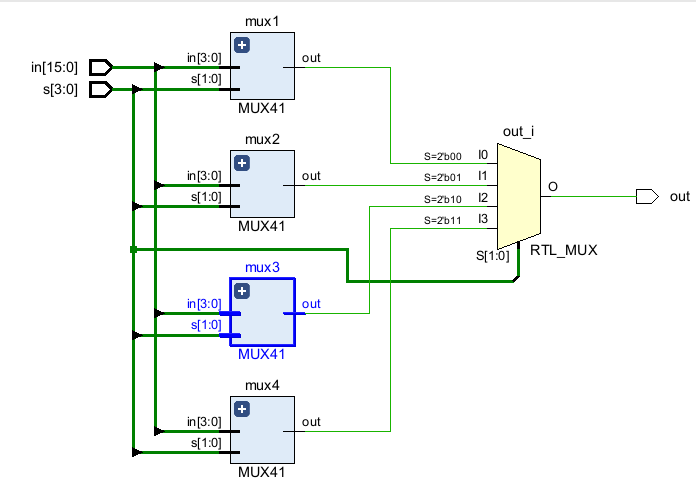 mux1
in[15:0]
in[3:0]
out
s[3:0]
s[1:0]
MUX41
mux2
in[3:0]
out
s[1:0]
MUX41
out_i
S=2'b00 I0
S=2'b01 I1
S=2'b10 I2
S=2'b11 I3
O
out
S[1:0]
RTL_MUX
mux3
in[3:0]
out
s[1:0]
MUX41
mux4
in[3:0]
out
s[1:0]
MUX41